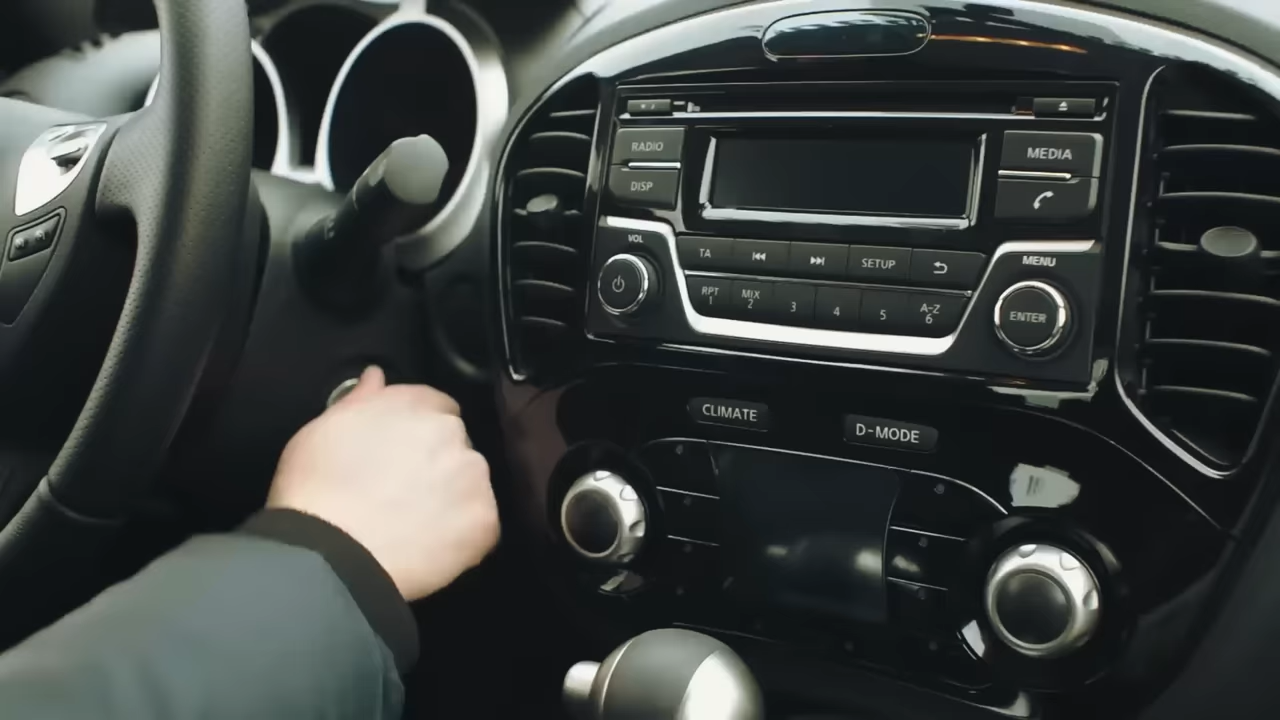 RADIO
MEDIA
DISP
VOL
TA
SETUP
MENU
RPT
1
MIX
2
3
4
5
A-Z
6
ENTER
CLIMATE
D-MODE